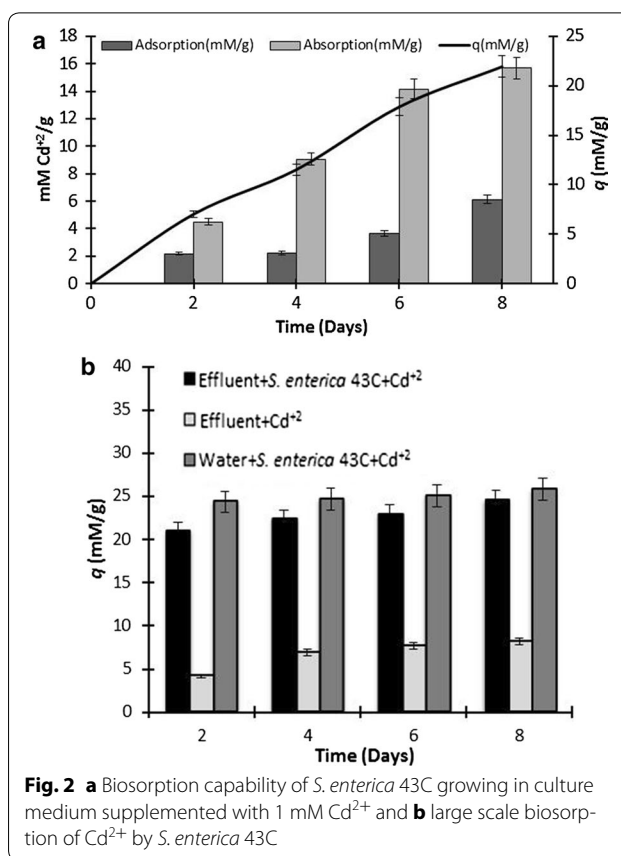 a
18
16
14
12
10
8
6
4
2
0
Adsorption(mM/g) Absorption(mM/g) q(mM/g)
25
20
15
10
5
0
mM Cd⁺²/g
q (mM/g)
0 2 4 6 8
Time (Days)
b
40
35
30
25
20
15
10
5
0
Effluent+S. enterica 43C+Cd⁺²
Effluent+Cd⁺²
Water+S. enterica 43C+Cd⁺²
q (mM/g)
2 4 6 8
Time (Days)
Fig. 2 a Biosorption capability of S. enterica 43C growing in culture
medium supplemented with 1 mM Cd²⁺ and b large scale biosorp-
tion of Cd²⁺ by S. enterica 43C